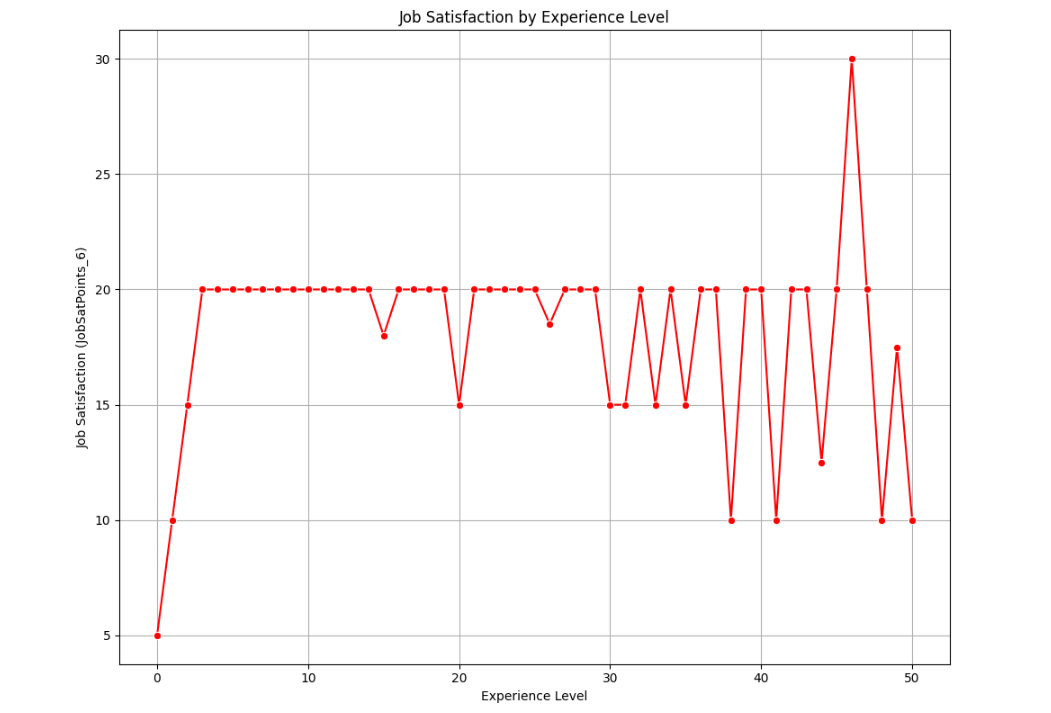 Job Satisfaction by Experience Level
Job Satisfaction (JobSatPoints_6)
30
25
20
15
10
5
0 10 20 30 40 50
Experience Level